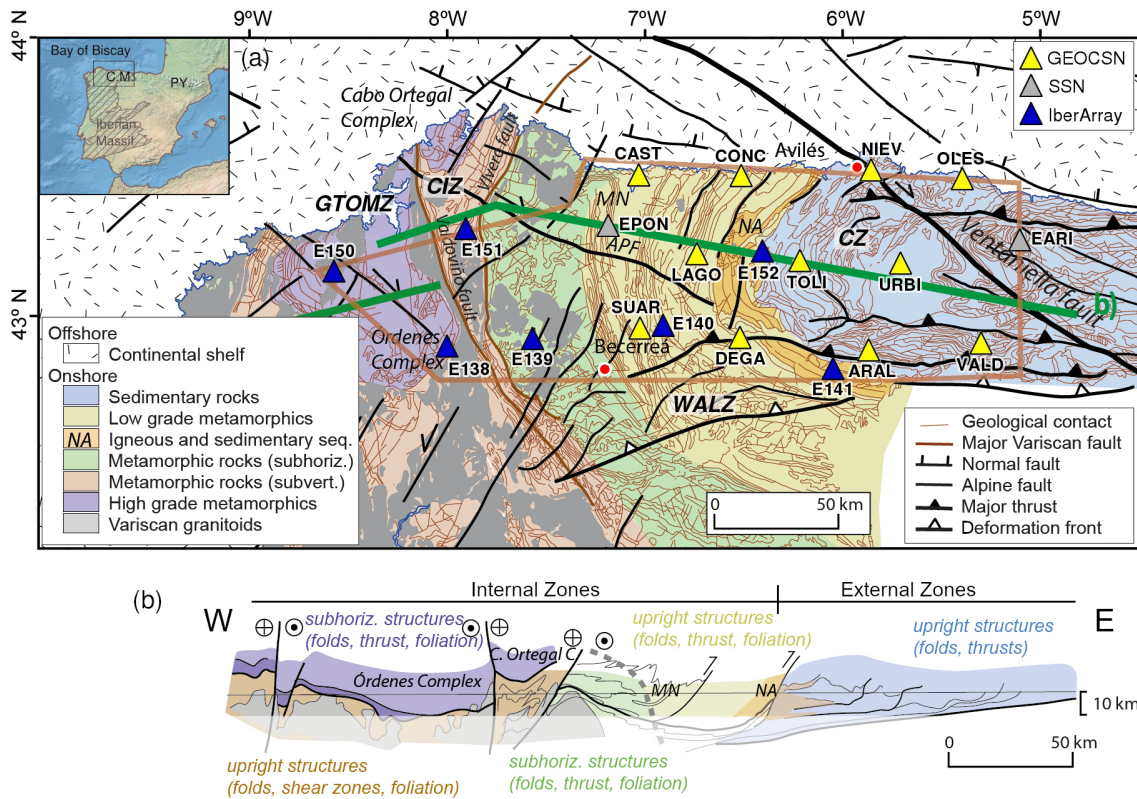 9°W
8°W
7°W
6°W
5°W
44°N
43°N
Bay of Biscay
C.M.
PY.
Iberian
Massif
(a)
GEOCSN
SSN
IberArray
Cabo Ortegal
Complex
Viveró fault
CAST
CONC
Avilés
NIEV
OLES
CIZ
GTOMZ
MN
NA
EPON
APF
CZ
EARI
Ventaniella fault
E150
E151
Valdoviño fault
LAGO
E152
TOLI
URBI
b)
SUAR
E140
Becerreá
DEGA
Ordenes
Complex
E138
E139
ARAL
VALD
E141
WALZ
V
Offshore
Continental shelf
Onshore
Sedimentary rocks
Low grade metamorphics
NA Igneous and sedimentary seq.
Metamorphic rocks (subhoriz.)
Metamorphic rocks (subvert.)
High grade metamorphics
Variscan granitoids
0 50 km
Geological contact
Major Variscan fault
Normal fault
Alpine fault
Major thrust
Deformation front
(b)
Internal Zones
External Zones
W
E
subhoriz. structures
(folds, thrust, foliation)
upright structures
(folds, thrust, foliation)
upright structures
(folds, thrusts)
C. Ortegal C.
Órdenes Complex
MN
NA
10 km
upright structures
(folds, shear zones, foliation)
subhoriz. structures
(folds, thrust, foliation)
0 50 km